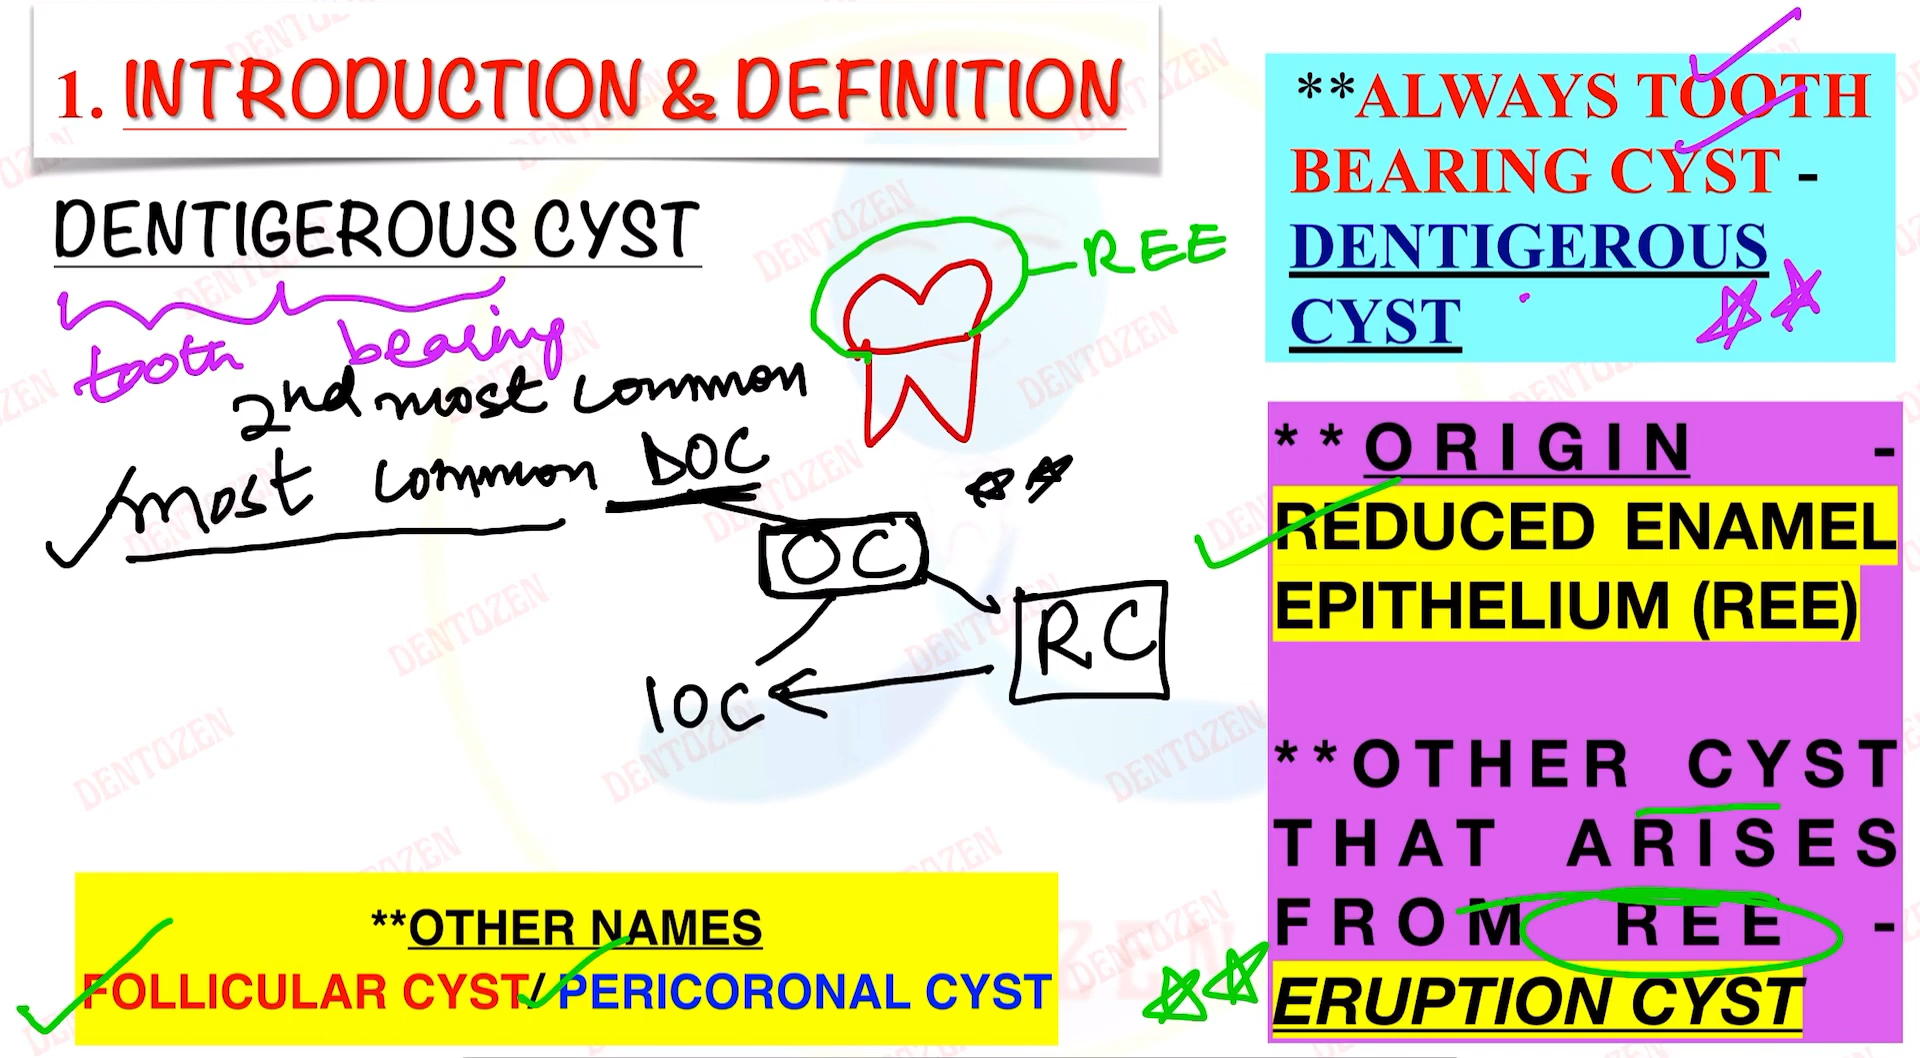 1. INTRODUCTION & DEFINITION
DENTIGEROUS CYST
tooth bearing
2nd most common
most common DOC
OC
RC
IOC
REE
**OTHER NAMES
FOLLICULAR CYST/ PERICORONAL CYST
**ALWAYS TOOTH
BEARING CYST -
DENTIGEROUS
CYST
**ORIGIN -
REDUCED ENAMEL
EPITHELIUM (REE)
**OTHER CYST
THAT ARISES
FROM REE -
ERUPTION CYST
DENTOZEN